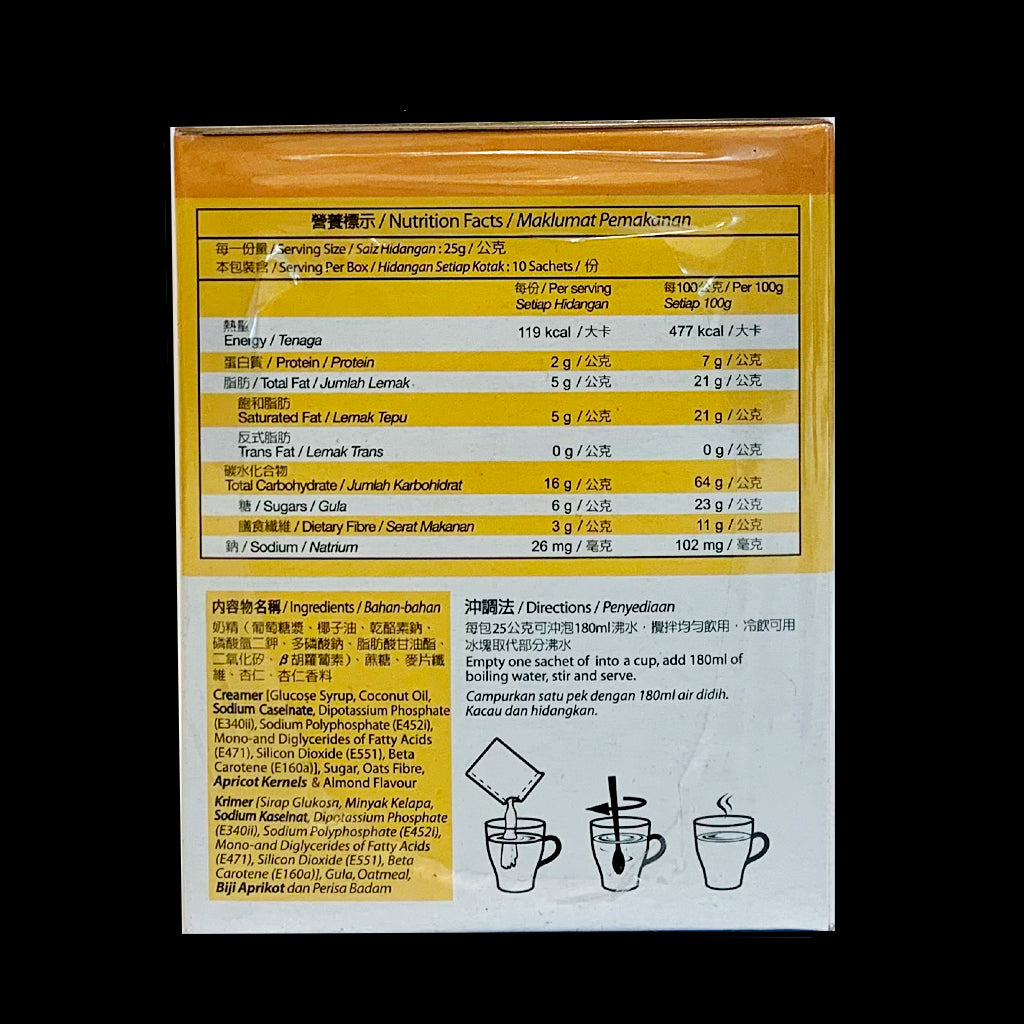 營養標示 / Nutrition Facts / Maklumat Pemakanan
每一份量 / Serving Size / Saiz Hidangan : 25g / 公克
本包裝含 / Serving Per Box / Hidangan Setiap Kotak : 10 Sachets / 份
每份 / Per serving 每100公克 / Per 100g
Setiap Hidangan Setiap 100g
熱量
Energy / Tenaga 119 kcal / 大卡 477 kcal / 大卡
蛋白質 / Protein / Protein 2 g / 公克 7 g / 公克
脂肪 / Total Fat / Jumlah Lemak 5 g / 公克 21 g / 公克
飽和脂肪
Saturated Fat / Lemak Tepu 5 g / 公克 21 g / 公克
反式脂肪
Trans Fat / Lemak Trans 0 g / 公克 0 g / 公克
碳水化合物
Total Carbohydrate / Jumlah Karbohidrat 16 g / 公克 64 g / 公克
糖 / Sugars / Gula 6 g / 公克 23 g / 公克
膳食纖維 / Dietary Fibre / Serat Makanan 3 g / 公克 11 g / 公克
鈉 / Sodium / Natrium 26 mg / 毫克 102 mg / 毫克
内容物名稱 / Ingredients / Bahan-bahan
奶精（葡萄糖漿、椰子油、乾酪素鈉、
磷酸氫二鉀、多磷酸鈉、脂肪酸甘油酯、
二氧化矽、β胡蘿蔔素）、蔗糖、麥片纖
維、杏仁、杏仁香料
Creamer [Glucose Syrup, Coconut Oil,
Sodium Caseinate, Dipotassium Phosphate
(E340ii), Sodium Polyphosphate (E452i),
Mono-and Diglycerides of Fatty Acids
(E471), Silicon Dioxide (E551), Beta
Carotene (E160a)], Sugar, Oats Fibre,
Apricot Kernels & Almond Flavour
Krimer [Sirap Glukosa, Minyak Kelapa,
Sodium Kaseinat, Dipotassium Phosphate
(E340ii), Sodium Polyphosphate (E452i),
Mono-and Diglycerides of Fatty Acids
(E471), Silicon Dioxide (E551), Beta
Carotene (E160a)], Gula, Oatmeal,
Biji Aprikot dan Perisa Badam
沖調法 / Directions / Penyediaan
每包25公克可沖泡180ml沸水，攪拌均勻飲用，冷飲可用
冰塊取代部分沸水
Empty one sachet of into a cup, add 180ml of
boiling water, stir and serve.
Campurkan satu pek dengan 180ml air didih.
Kacau dan hidangkan.